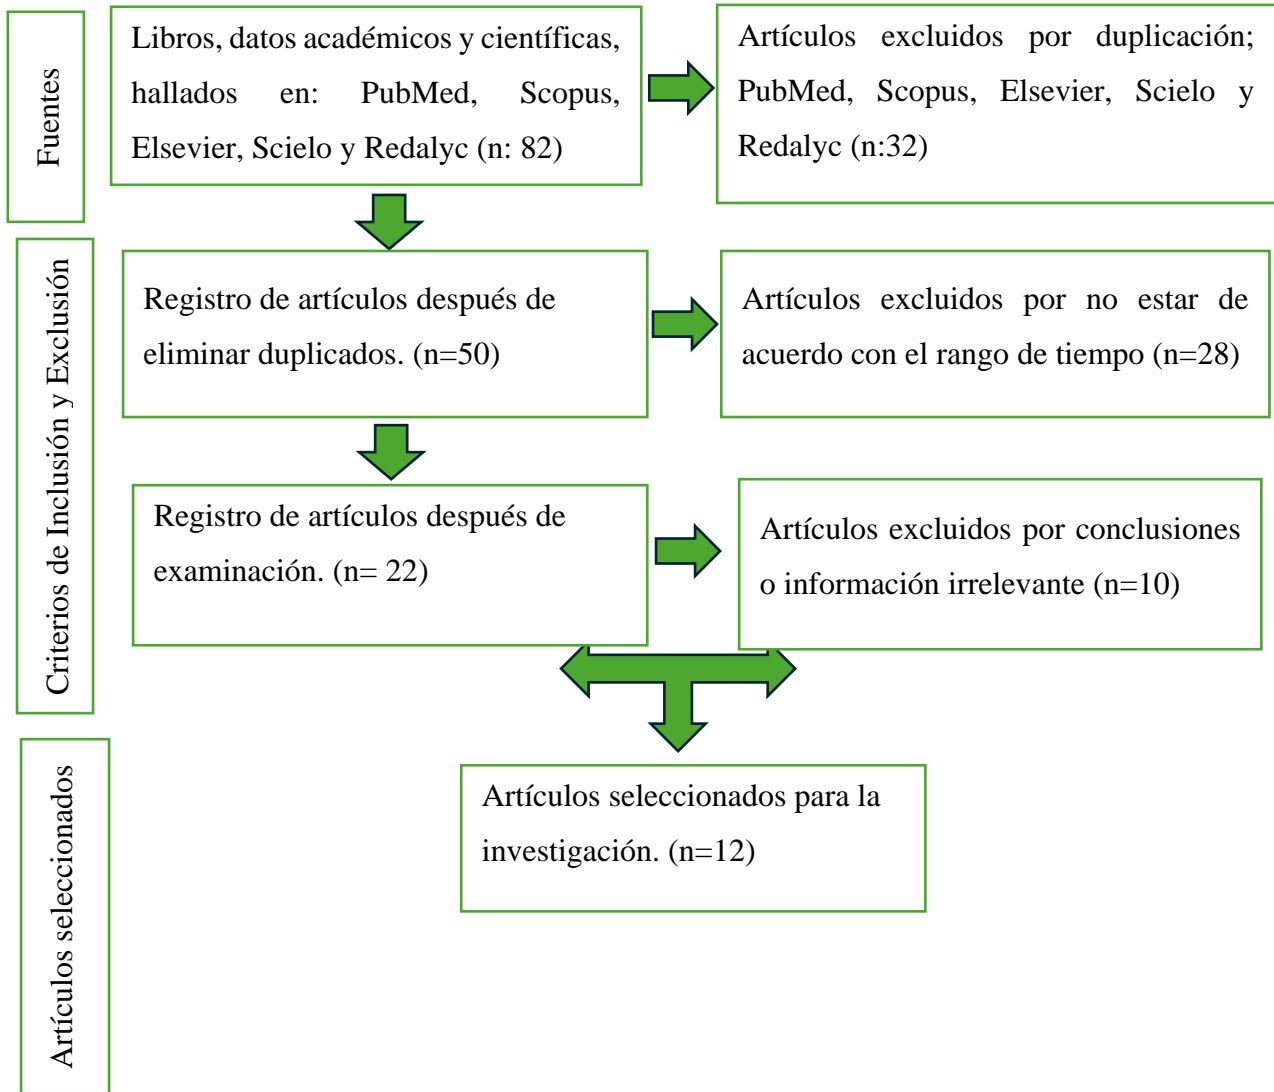 Fuentes
Libros, datos académicos y científicas,
hallados en: PubMed, Scopus,
Elsevier, Scielo y Redalyc (n: 82)
Artículos excluidos por duplicación;
PubMed, Scopus, Elsevier, Scielo y
Redalyc (n:32)
Criterios de Inclusión y Exclusión
Registro de artículos después de
eliminar duplicados. (n=50)
Artículos excluidos por no estar de
acuerdo con el rango de tiempo (n=28)
Registro de artículos después de
examinación. (n= 22)
Artículos excluidos por conclusiones
o información irrelevante (n=10)
Artículos seleccionados
Artículos seleccionados para la
investigación. (n=12)